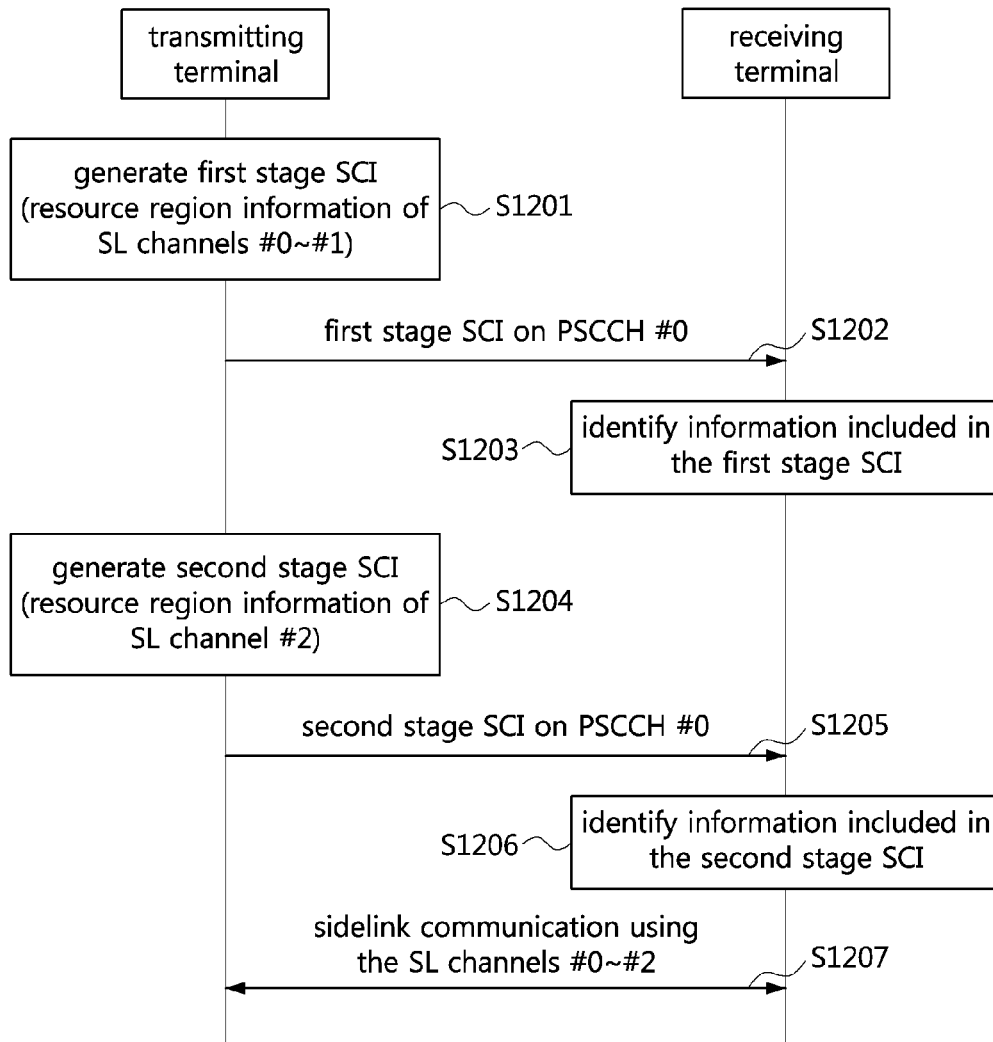 transmitting
terminal
receiving
terminal
generate first stage SCI
(resource region information of
SL channels #0~#1)
S1201
first stage SCI on PSCCH #0
S1202
S1203
identify information included in
the first stage SCI
generate second stage SCI
(resource region information of
SL channel #2)
S1204
second stage SCI on PSCCH #0
S1205
S1206
identify information included in
the second stage SCI
sidelink communication using
the SL channels #0~#2
S1207